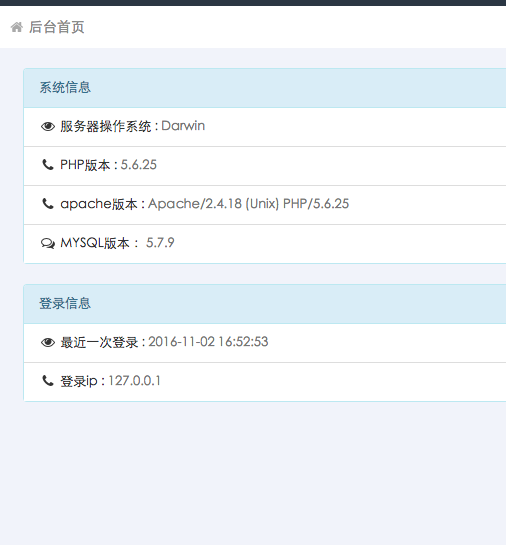 后台首页
系统信息
服务器操作系统 : Darwin
PHP版本 : 5.6.25
apache版本 : Apache/2.4.18 (Unix) PHP/5.6.25
MYSQL版本： 5.7.9
登录信息
最近一次登录 : 2016-11-02 16:52:53
登录ip : 127.0.0.1